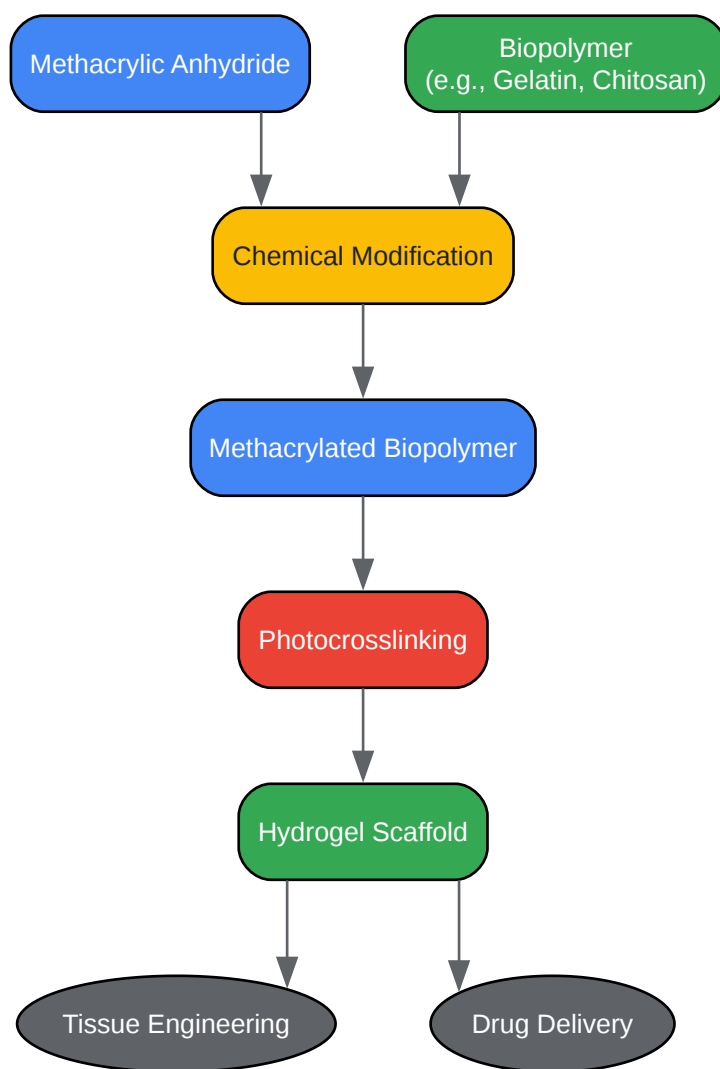 Methacrylic Anhydride
Biopolymer
(e.g., Gelatin, Chitosan)
Chemical Modification
Methacrylated Biopolymer
Photocrosslinking
Hydrogel Scaffold
Tissue Engineering
Drug Delivery